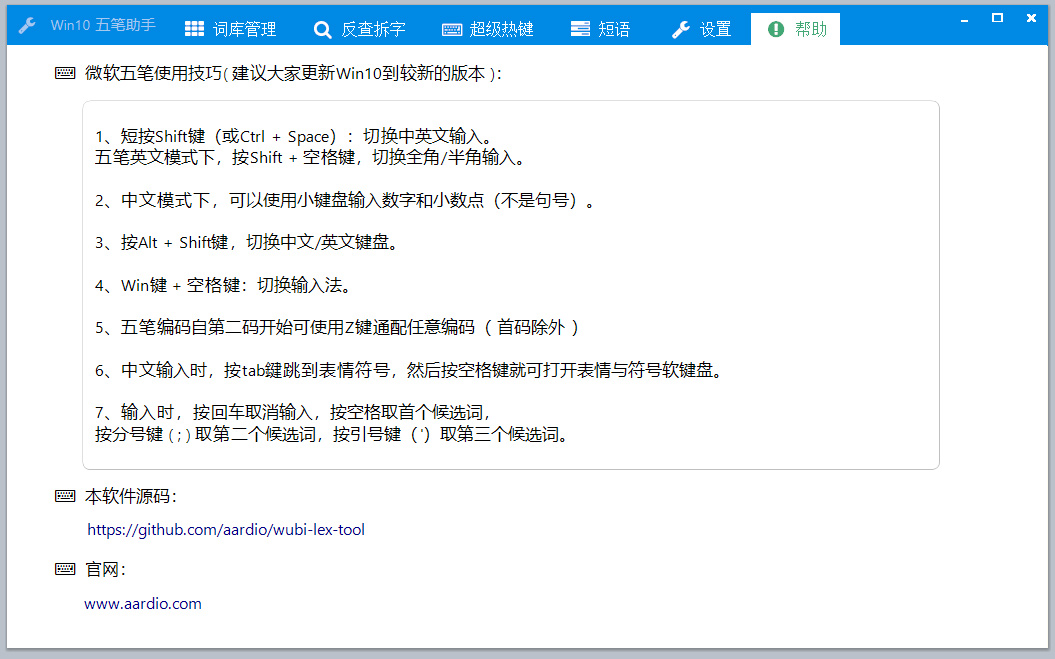 Win10 五笔助手
词库管理
反查拆字
超级热键
短语
设置
帮助
微软五笔使用技巧( 建议大家更新Win10到较新的版本 ):
1、短按Shift键（或Ctrl + Space）: 切换中英文输入。
五笔英文模式下，按Shift + 空格键，切换全角/半角输入。
2、中文模式下，可以使用小键盘输入数字和小数点（不是句号）。
3、按Alt + Shift键，切换中文/英文键盘。
4、Win键 + 空格键：切换输入法。
5、五笔编码自第二码开始可使用Z键通配任意编码（ 首码除外 ）
6、中文输入时，按tab鍵跳到表情符号，然后按空格键就可打开表情与符号软键盘。
7、输入时，按回车取消输入，按空格取首个候选词，
按分号键 ( ; ) 取第二个候选词，按引号键（ '）取第三个候选词。
本软件源码：
https://github.com/aardio/wubi-lex-tool
官网：
www.aardio.com